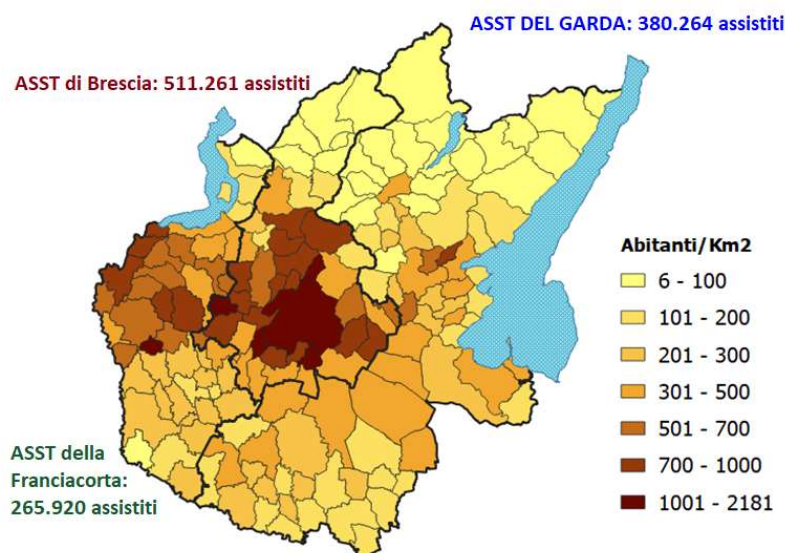 ASST DEL GARDA: 380.264 assistiti
ASST di Brescia: 511.261 assistiti
Abitanti/Km2
6 - 100
101 - 200
201 - 300
301 - 500
501 - 700
700 - 1000
1001 - 2181
ASST della
Franciacorta:
265.920 assistiti